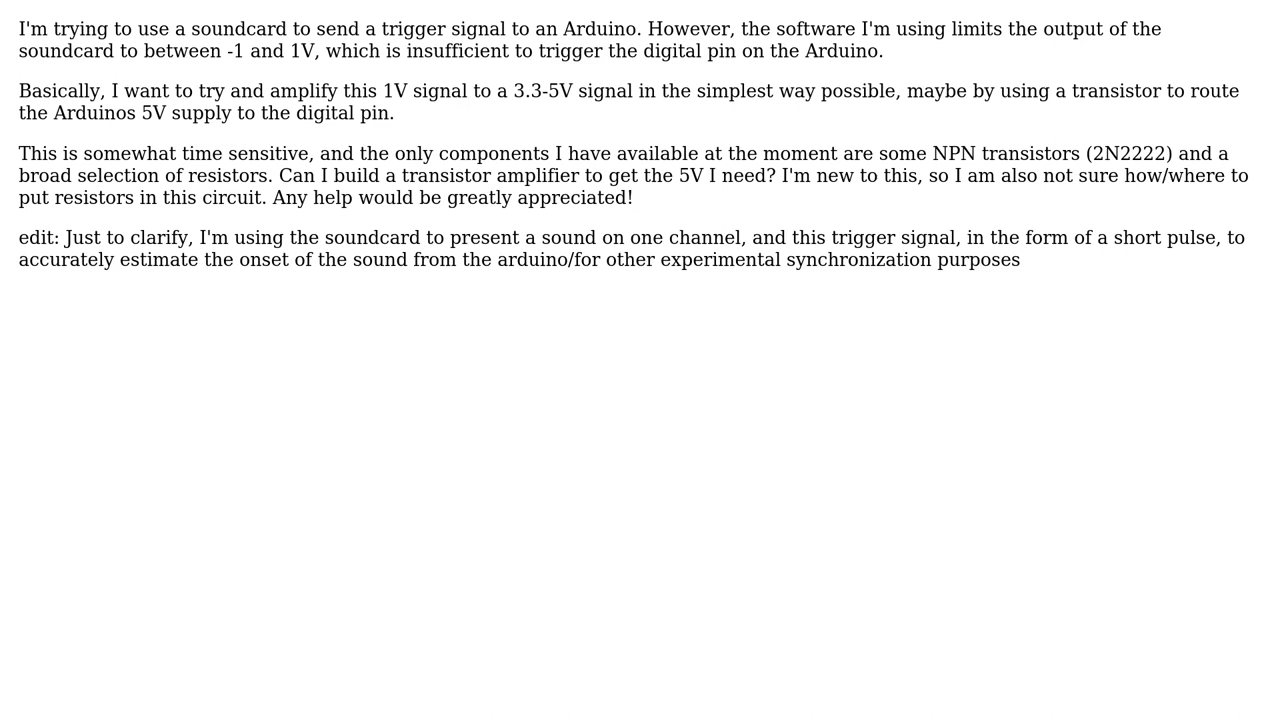 I'm trying to use a soundcard to send a trigger signal to an Arduino. However, the software I'm using limits the output of the
soundcard to between -1 and 1V, which is insufficient to trigger the digital pin on the Arduino.
Basically, I want to try and amplify this 1V signal to a 3.3-5V signal in the simplest way possible, maybe by using a transistor to route
the Arduinos 5V supply to the digital pin.
This is somewhat time sensitive, and the only components I have available at the moment are some NPN transistors (2N2222) and a
broad selection of resistors. Can I build a transistor amplifier to get the 5V I need? I'm new to this, so I am also not sure how/where to
put resistors in this circuit. Any help would be greatly appreciated!
edit: Just to clarify, I'm using the soundcard to present a sound on one channel, and this trigger signal, in the form of a short pulse, to
accurately estimate the onset of the sound from the arduino/for other experimental synchronization purposes